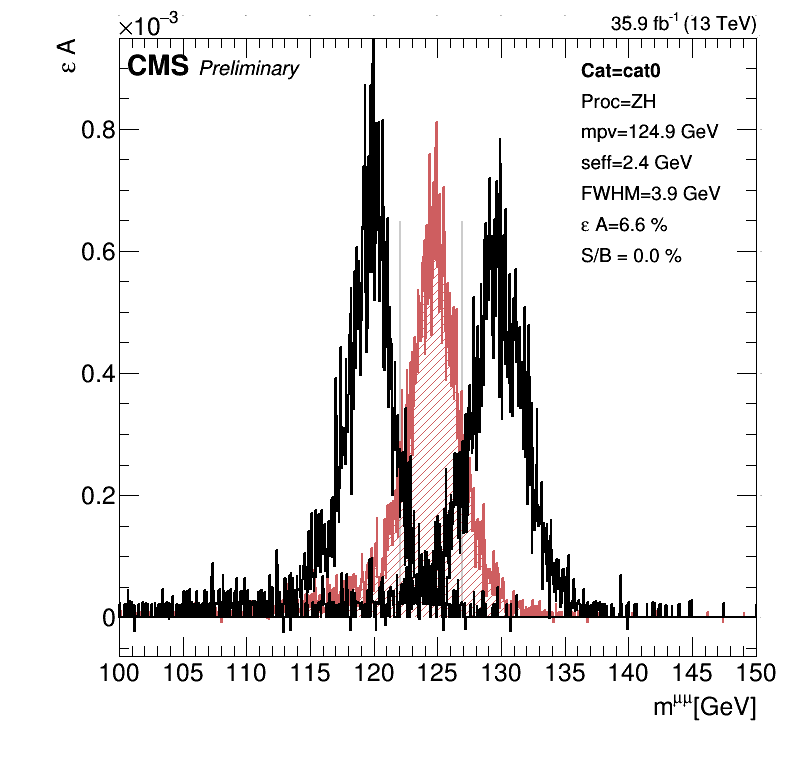 ×10⁻³
35.9 fb⁻¹ (13 TeV)
ε A
CMS Preliminary
Cat=cat0
Proc=ZH
mpv=124.9 GeV
seff=2.4 GeV
FWHM=3.9 GeV
ε A=6.6 %
S/B = 0.0 %
0.8
0.6
0.4
0.2
0
100 105 110 115 120 125 130 135 140 145 150
m^μμ[GeV]